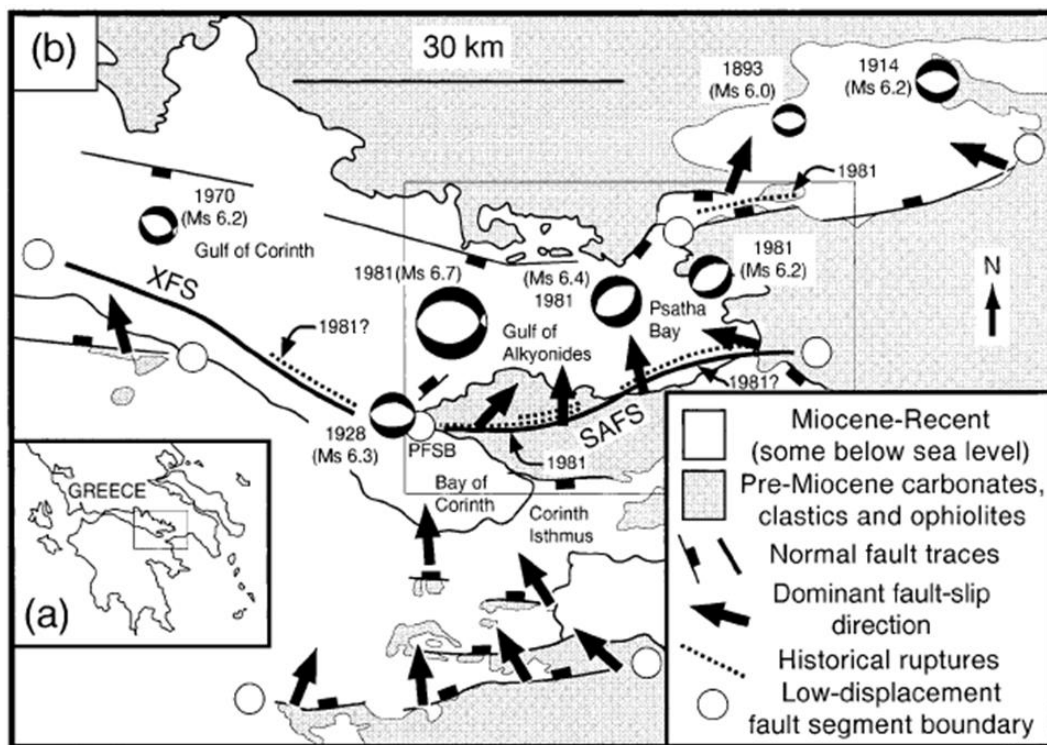 (b)
30 km
1893
(Ms 6.0)
1914
(Ms 6.2)
1981
1970
(Ms 6.2)
Gulf of Corinth
XFS
1981?
1981(Ms 6.7)
(Ms 6.4)
1981
1981
(Ms 6.2)
Psatha
Bay
Gulf of
Alkyonides
N
1928
(Ms 6.3)
PFSB
SAFS
1981?
1981
Bay of
Corinth
Corinth
Isthmus
GREECE
(a)
Miocene-Recent
(some below sea level)
Pre-Miocene carbonates,
clastics and ophiolites
Normal fault traces
Dominant fault-slip
direction
Historical ruptures
Low-displacement
fault segment boundary